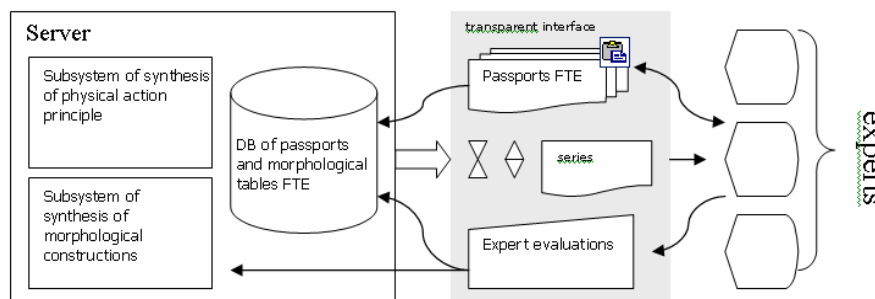 Server
Subsystem of synthesis
of physical action
principle
Subsystem of
synthesis of
morphological
constructions
DB of passports
and morphological
tables FTE
transparent interface
Passports FTE
series
Expert evaluations
experts